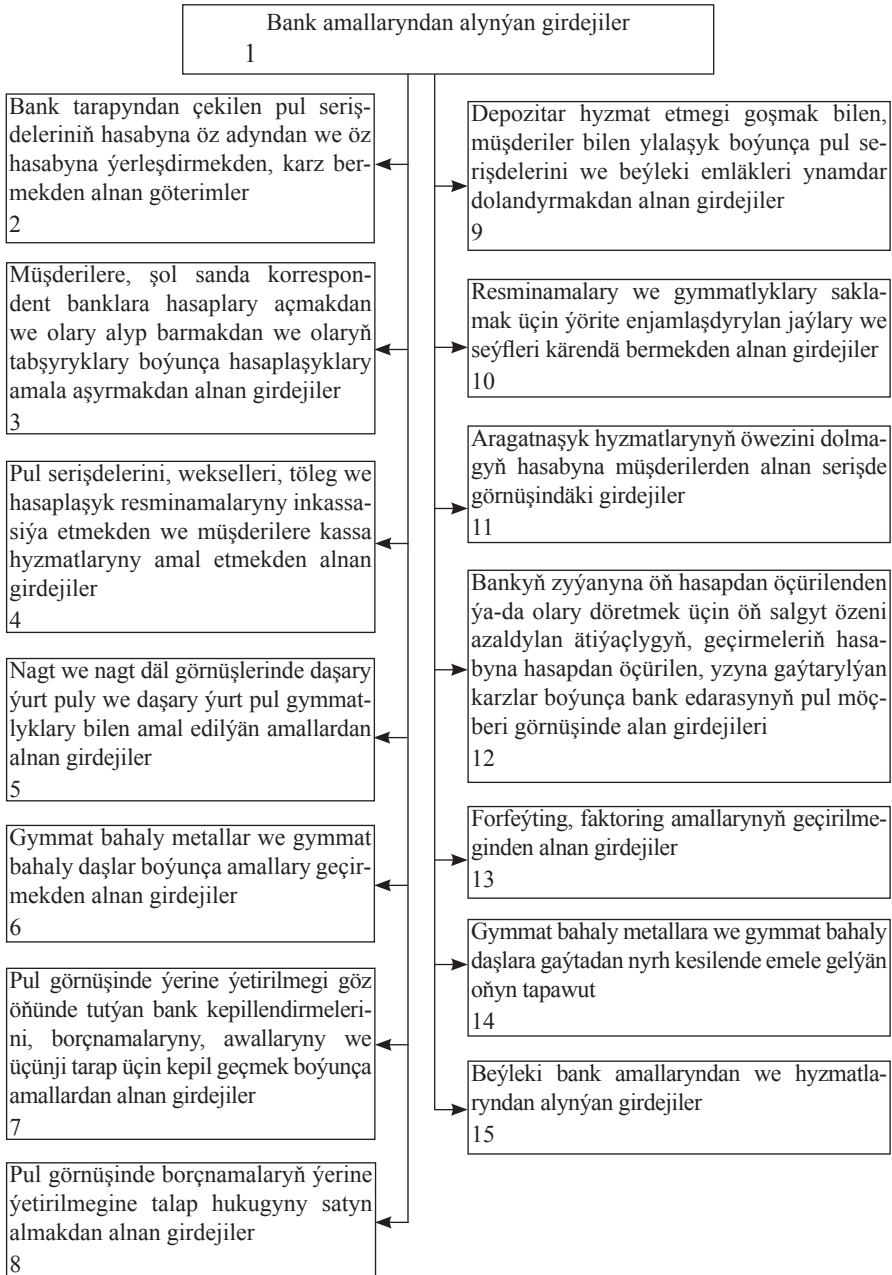 Bank amallaryndan alynýan girdejiler
1
Bank tarapyndan çekilen pul seriş-
deleriniň hasabyna öz adyndan we öz
hasabyna ýerleşdirmekden, karz ber-
mekden alnan göterimler
2
Müşderilere, şol sanda korrespon-
dent banklara hasaplary açmakdan
we olary alyp barmakdan we olaryň
tabşyryklary boýunça hasaplaşyklary
amala aşyrmakdan alnan girdejiler
3
Pul serişdelerini, wekselleri, töleg we
hasaplaşyk resminamalaryny inkassa-
siýa etmekden we müşderilere kassa
hyzmatlaryny amal etmekden alnan
girdejiler
4
Nagt we nagt däl görnüşlerinde daşary
ýurt puly we daşary ýurt pul gymmat-
lyklary bilen amal edilýän amallardan
alnan girdejiler
5
Gymmat bahaly metallar we gymmat
bahaly daşlar boýunça amallary geçir-
mekden alnan girdejiler
6
Pul görnüşinde ýerine ýetirilmegi göz
öňünde tutýan bank kepillendirmeleri-
ni, borçnamalaryny, awallaryny we
üçünji tarap üçin kepil geçmek boýunça
amallardan alnan girdejiler
7
Pul görnüşinde borçnamalaryň ýerine
ýetirilmegine talap hukugyny satyn
almakdan alnan girdejiler
8
Depozitar hyzmat etmegi goşmak bilen,
müşderiler bilen ylalaşyk boýunça pul se-
rişdelerini we beýleki emläkleri ynamdar
dolandyrmakdan alnan girdejiler
9
Resminamalary we gymmatlyklary sakla-
mak üçin ýörite enjamlaşdyrylan jaýlary we
seýfleri kärendä bermekden alnan girdejiler
10
Aragatnaşyk hyzmatlarynyň öwezini dolma-
gyň hasabyna müşderilerden alnan serişde
görnüşindäki girdejiler
11
Bankyň zyýanyna öň hasapdan öçürilenden
ýa-da olary döretmek üçin öň salgyt özeni
azaldylan ätiýaçlygyň, geçirmeleriň hasa-
byna hasapdan öçürilen, yzyna gaýtarylýan
karzlar boýunça bank edarasynyň pul möç-
beri görnüşinde alan girdejileri
12
Forfeýting, faktoring amallarynyň geçirilme-
ginden alnan girdejiler
13
Gymmat bahaly metallara we gymmat bahaly
daşlara gaýtadan nyrh kesilende emele gelýän
oňyn tapawut
14
Beýleki bank amallaryndan we hyzmatla-
ryndan alynýan girdejiler
15